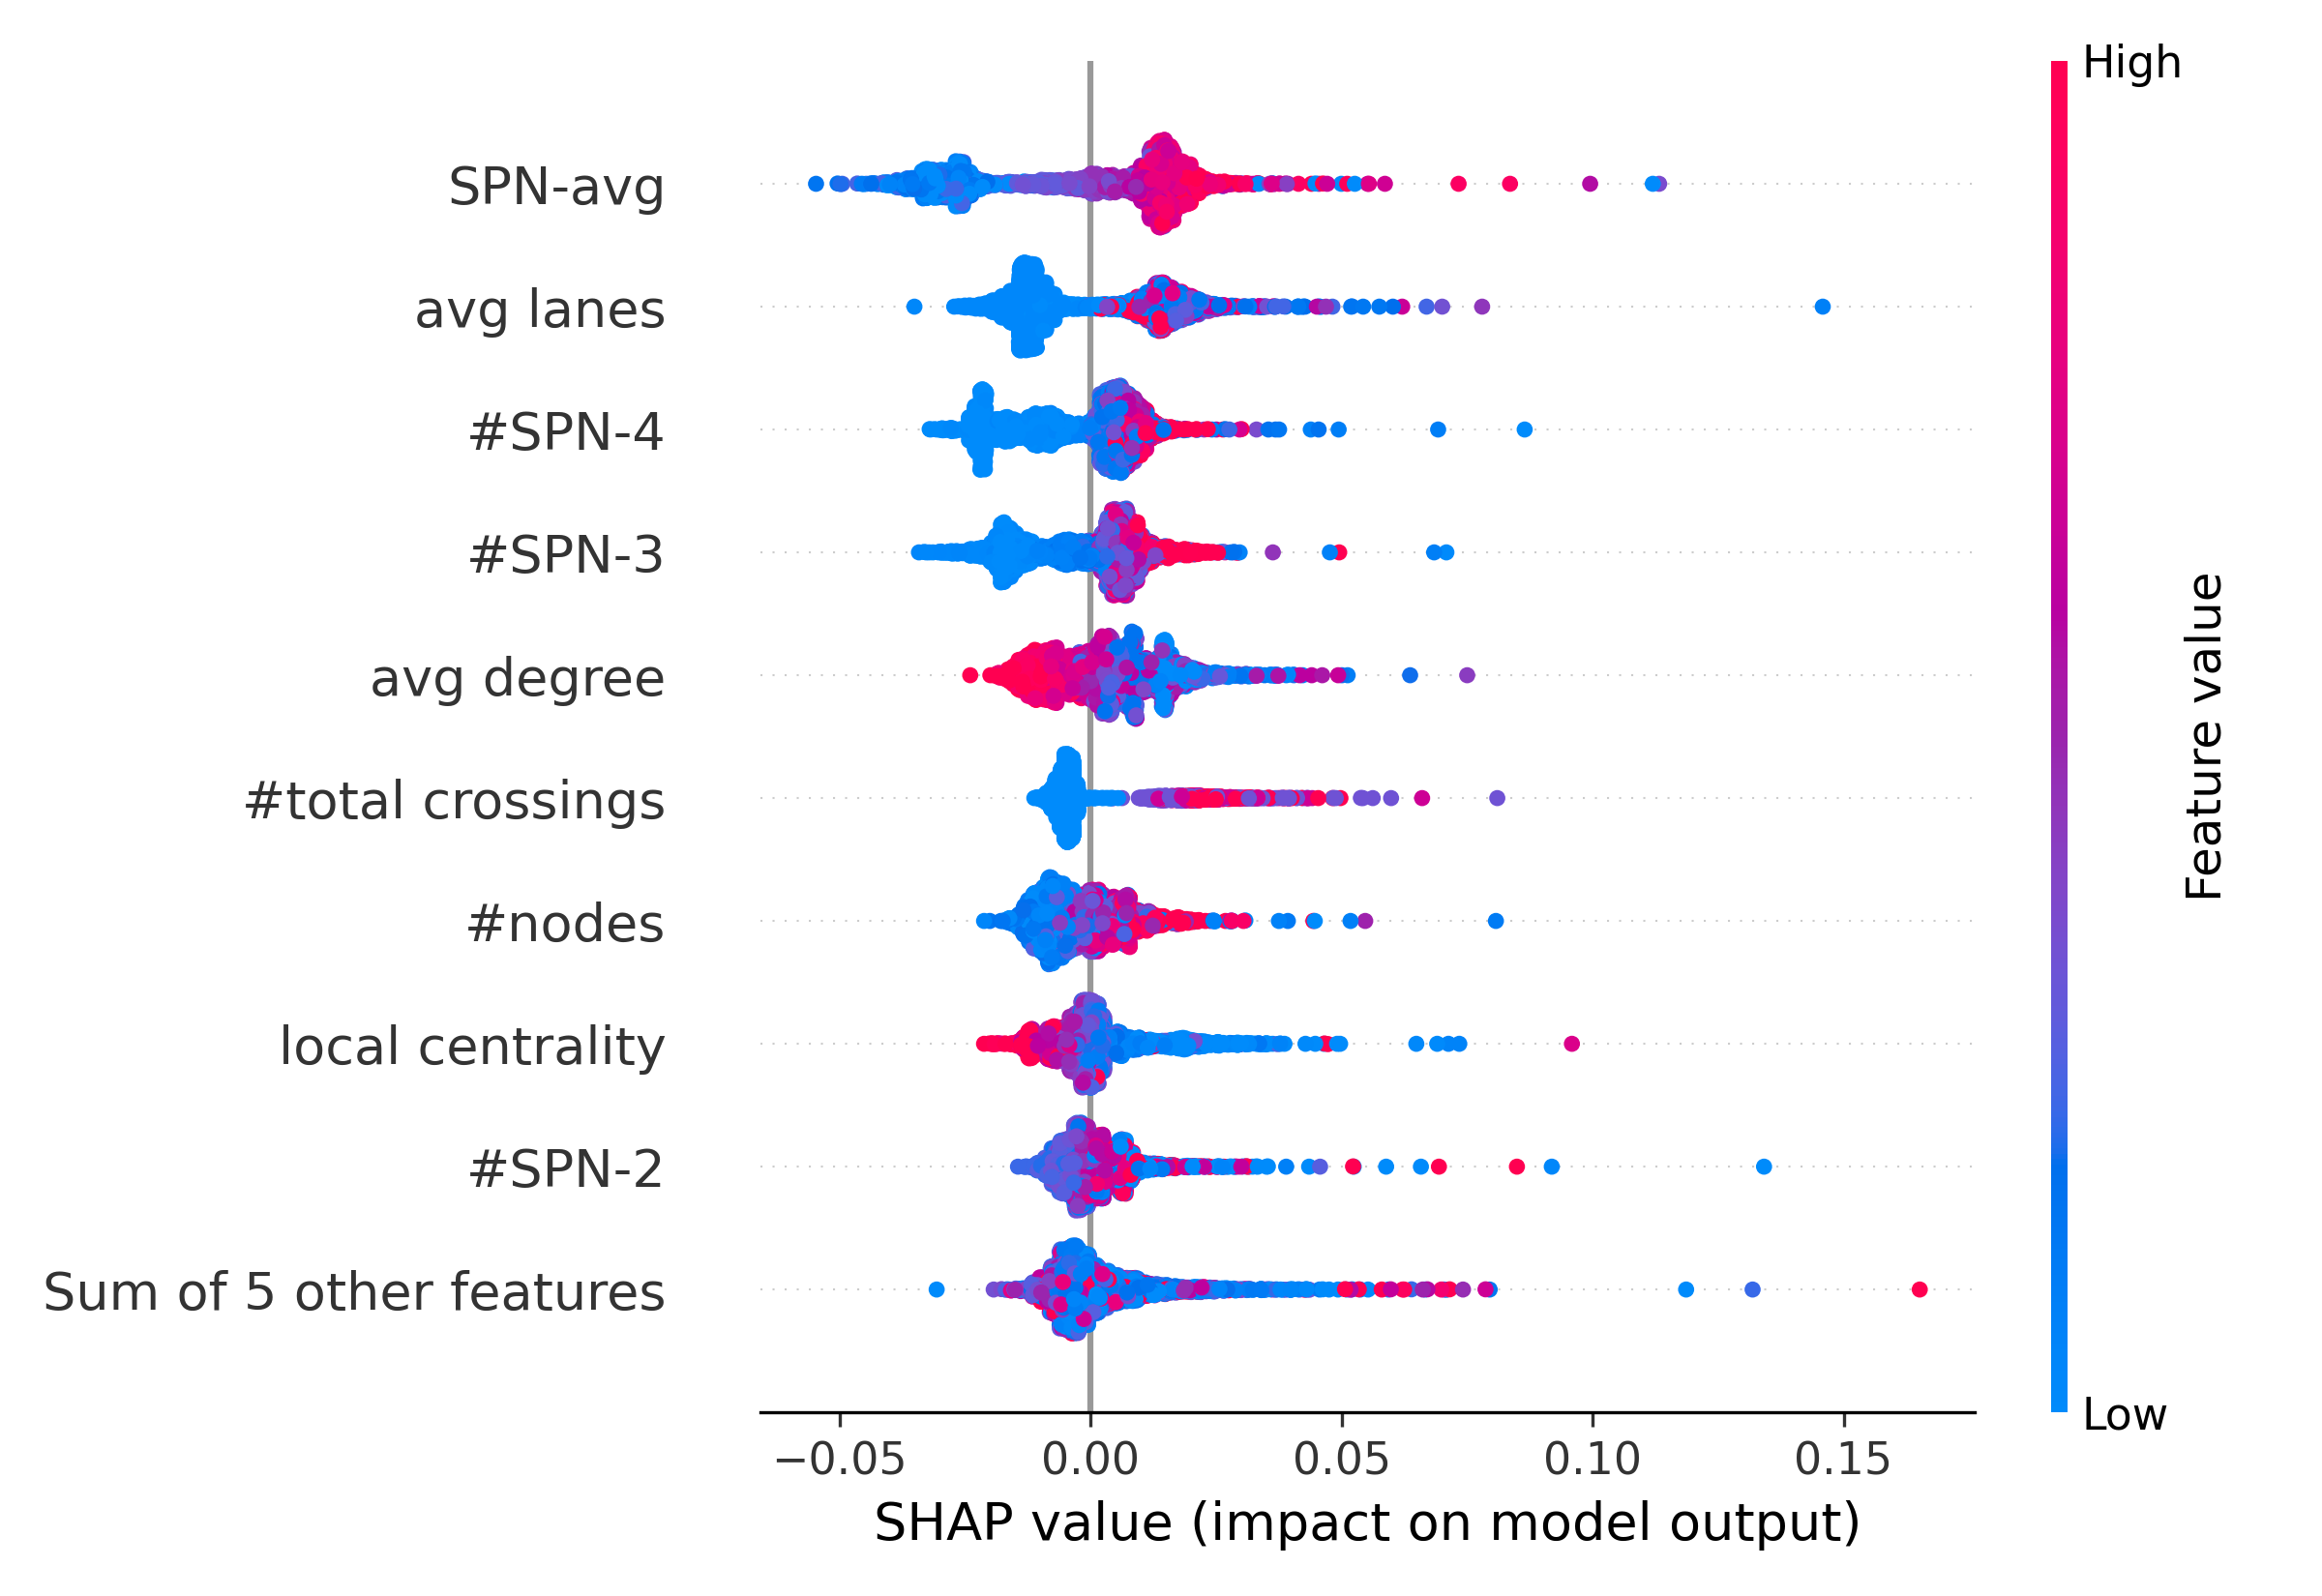 High
SPN-avg
avg lanes
#SPN-4
#SPN-3
avg degree
#total crossings
#nodes
local centrality
#SPN-2
Sum of 5 other features
Feature value
Low
−0.05 0.00 0.05 0.10 0.15
SHAP value (impact on model output)